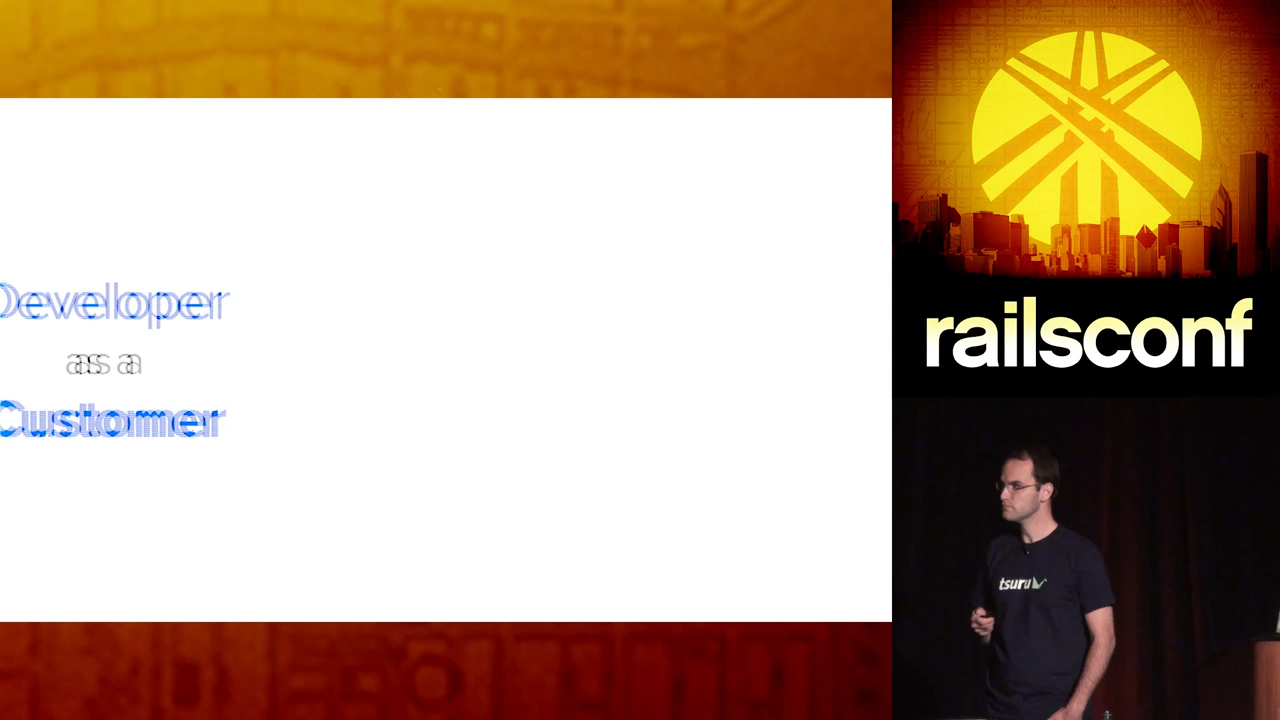 Developer
as a
Customer
railsconf
tsuru